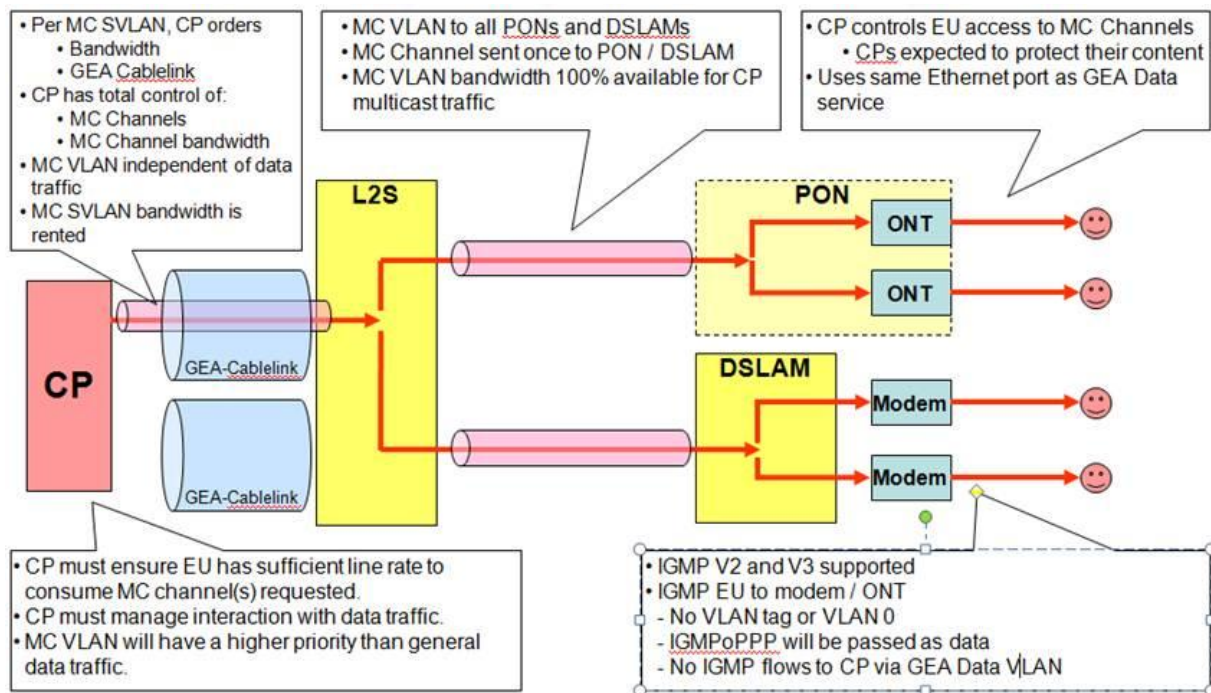 • Per MC SVLAN, CP orders
• Bandwidth
• GEA Cablelink
• CP has total control of:
• MC Channels
• MC Channel bandwidth
• MC VLAN independent of data
traffic
• MC SVLAN bandwidth is
rented
• MC VLAN to all PONs and DSLAMs
• MC Channel sent once to PON / DSLAM
• MC VLAN bandwidth 100% available for CP
multicast traffic
• CP controls EU access to MC Channels
• CPs expected to protect their content
• Uses same Ethernet port as GEA Data
service
L2S
PON
ONT
ONT
GEA-Cablelink
CP
DSLAM
Modem
Modem
GEA-Cablelink
• CP must ensure EU has sufficient line rate to
consume MC channel(s) requested.
• CP must manage interaction with data traffic.
• MC VLAN will have a higher priority than general
data traffic.
• IGMP V2 and V3 supported
• IGMP EU to modem / ONT
- No VLAN tag or VLAN 0
- IGMPoPPP will be passed as data
- No IGMP flows to CP via GEA Data VLAN